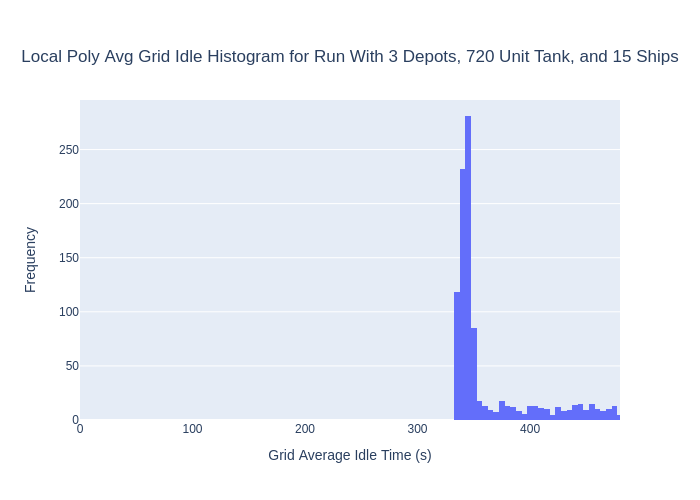 Local Poly Avg Grid Idle Histogram for Run With 3 Depots, 720 Unit Tank, and 15 Ships
250
200
150
100
50
0
0 100 200 300 400
Frequency
Grid Average Idle Time (s)